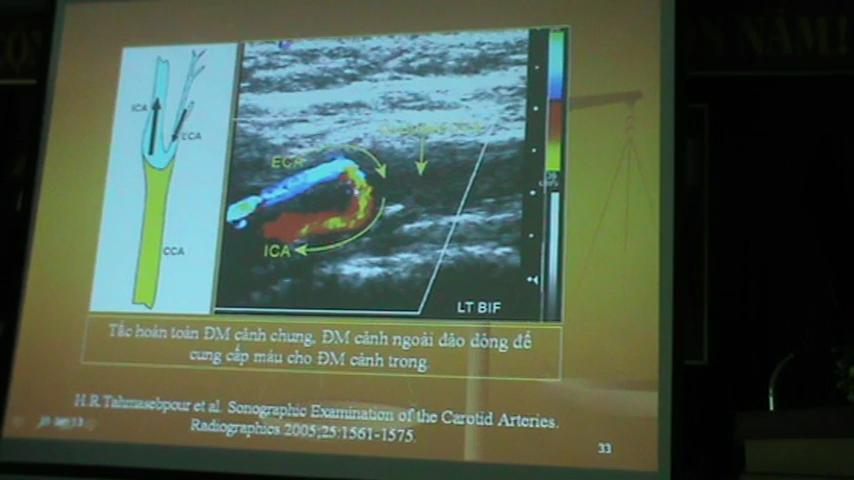 NĂM!
ICA
ECA
CCA
ECA
ICA
LT BIF
Tắc hoàn toàn ĐM cảnh chung, ĐM cảnh ngoài đảo dòng để
cung cấp máu cho ĐM cảnh trong.
H.R.Tahmasebpour et al. Sonographic Examination of the Carotid Arteries.
Radiographics 2005;25:1561-1575.
33